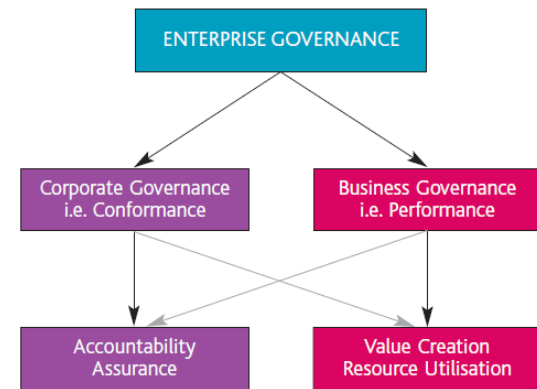 ENTERPRISE GOVERNANCE
Corporate Governance
i.e. Conformance
Business Governance
i.e. Performance
Accountability
Assurance
Value Creation
Resource Utilisation